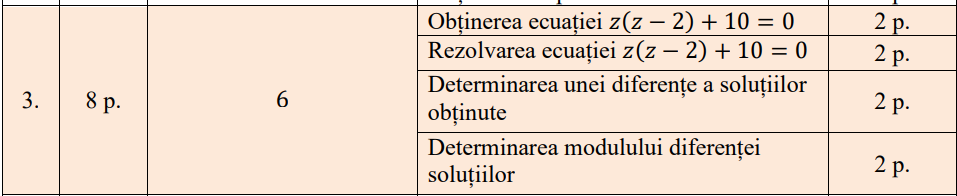 Obținerea ecuației z(z − 2) + 10 = 0 2 p.
Rezolvarea ecuației z(z − 2) + 10 = 0 2 p.
3. 8 p. 6
Determinarea unei diferențe a soluțiilor
obținute 2 p.
Determinarea modulului diferenței
soluțiilor 2 p.